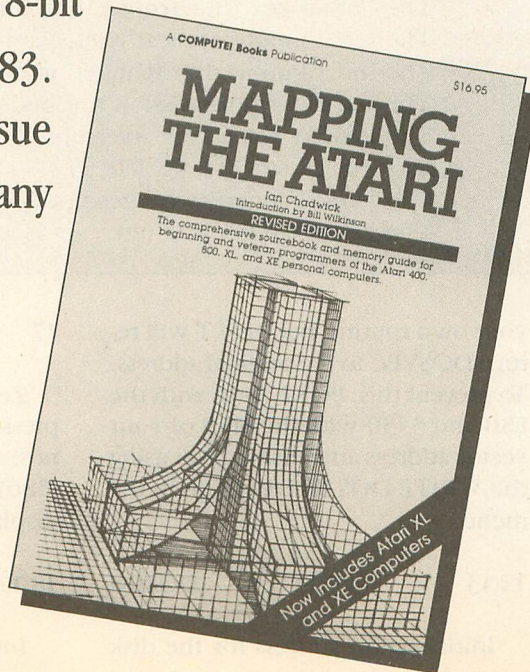 8-bit
83.
sue
any
A COMPUTE! Books Publication
$16.95
MAPPING
THE ATARI
Ian Chadwick
Introduction by Bill Wilkinson
REVISED EDITION
The comprehensive sourcebook and memory guide for
beginning and veteran programmers of the Atari 400,
800, XL, and XE personal computers.
Now Includes Atari XL
and XE Computers